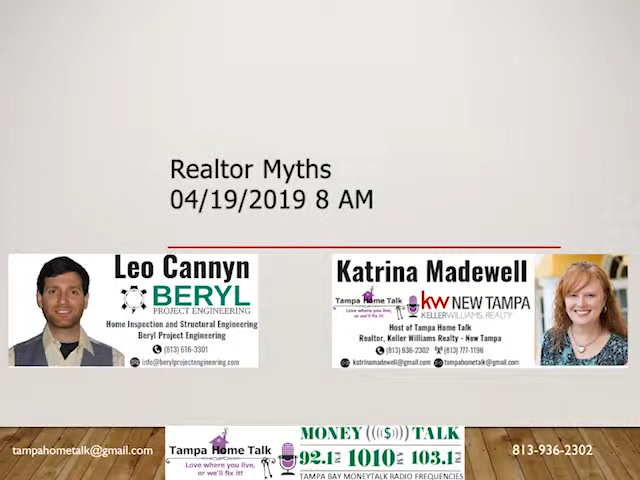 Realtor Myths
04/19/2019 8 AM
Leo Cannyn
BERYL
PROJECT ENGINEERING
Home Inspection and Structural Engineering
Beryl Project Engineering
(813) 616-3301
info@berylprojectengineering.com
Katrina Madewell
Tampa Home Talk
Love where you live,
or we'll fix it!
kw NEW TAMPA
KELLERWILLIAMS. REALTY
Host of Tampa Home Talk
Realtor, Keller Williams Realty - New Tampa
(813) 936-2302 (813) 777-1198
katrinamadewell@gmail.com tampahometalk@gmail.com
tampahometalk@gmail.com
Tampa Home Talk
Love where you live,
or we'll fix it!
MONEY ((($))) TALK
92.1 FM 1010 AM 103.1 FM
TAMPA BAY MONEYTALK RADIO FREQUENCIES
813-936-2302